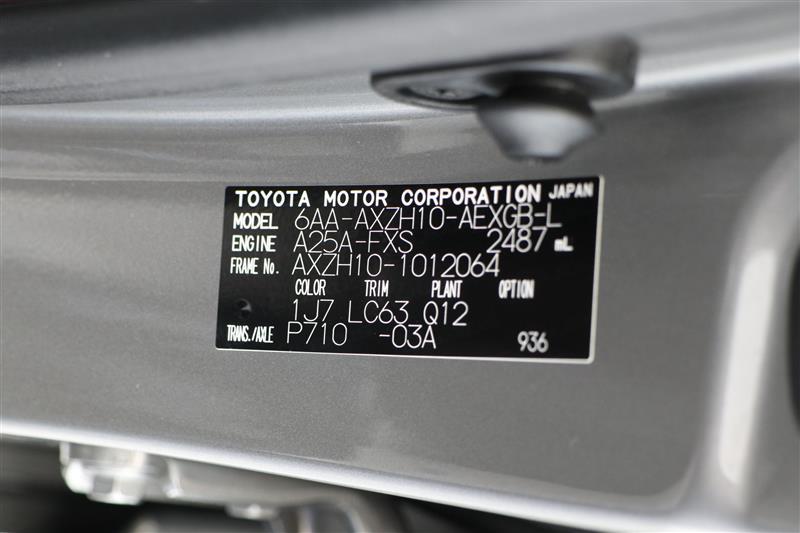 TOYOTA MOTOR CORPORATION JAPAN
MODEL 6AA-AXZH10-AEXGB-L
ENGINE A25A-FXS 2487 mL
FRAME No. AXZH10-1012064
COLOR TRIM PLANT OPTION
1J7 LC63 Q12
TRANS./AXLE P710 -03A 936